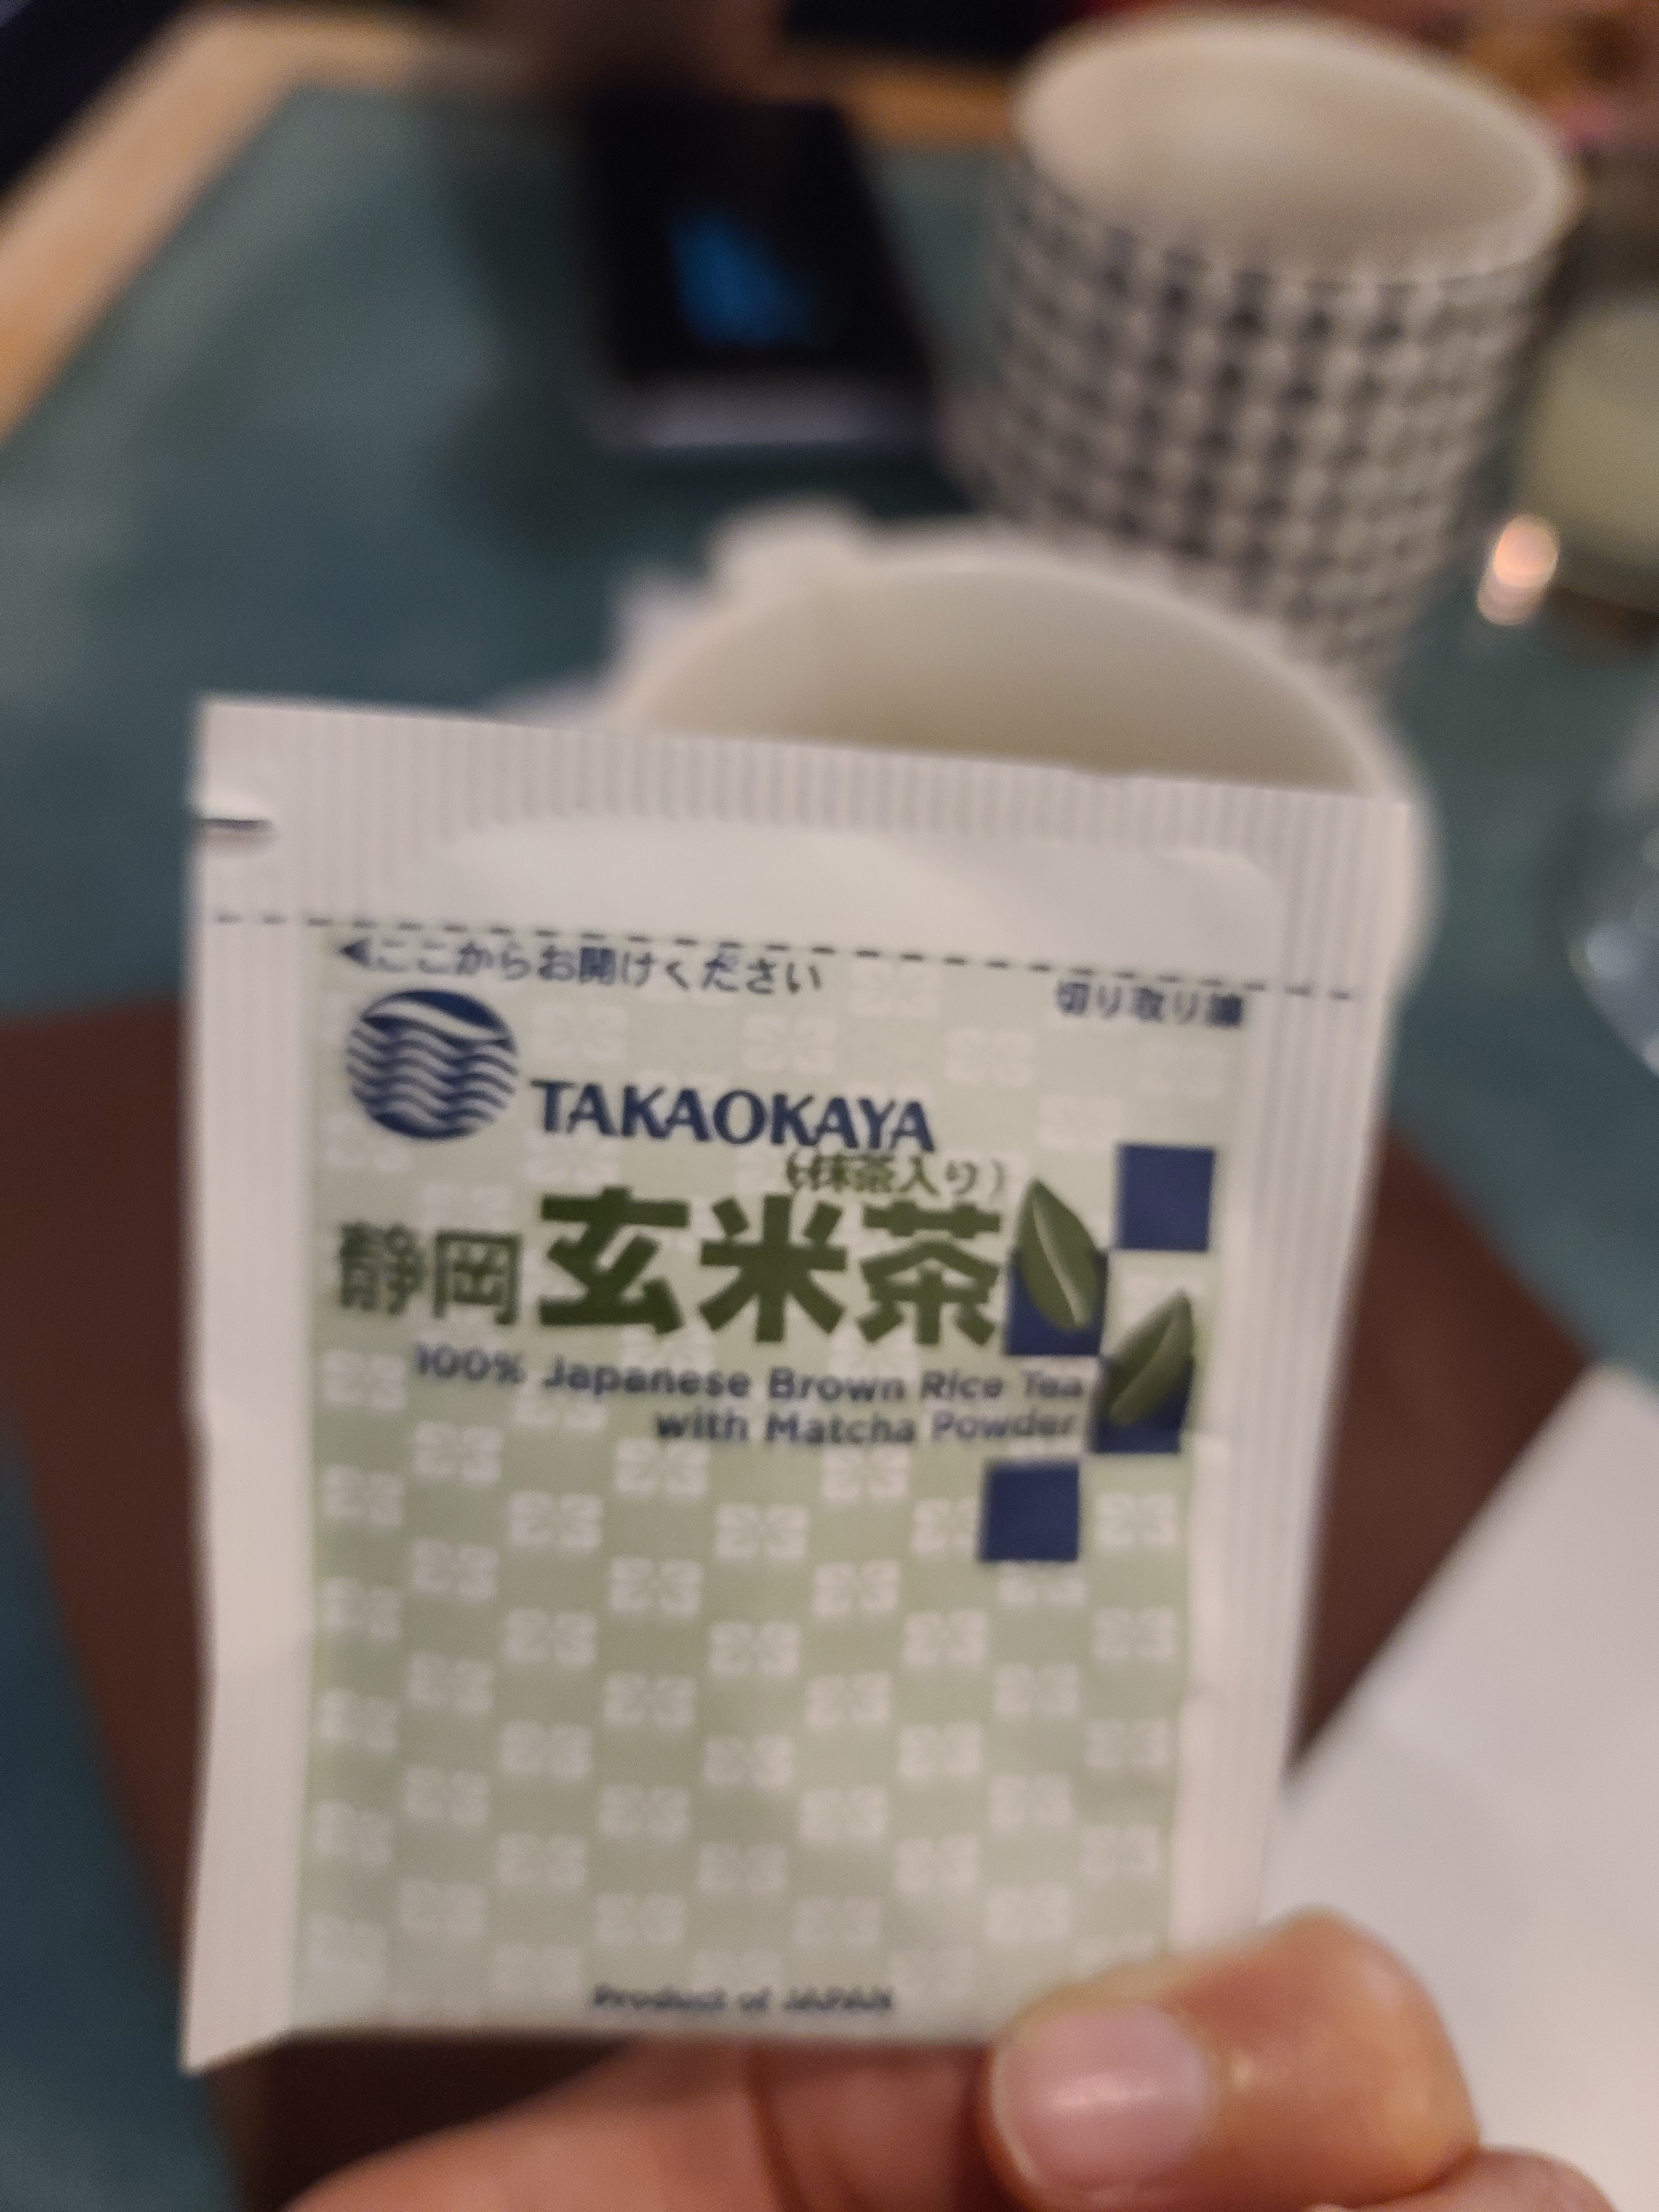 ◀ここからお開けください
切り取り線
TAKAOKAYA
(抹茶入り)
静岡玄米茶
100% Japanese Brown Rice Tea
with Matcha Powder
Product of JAPAN